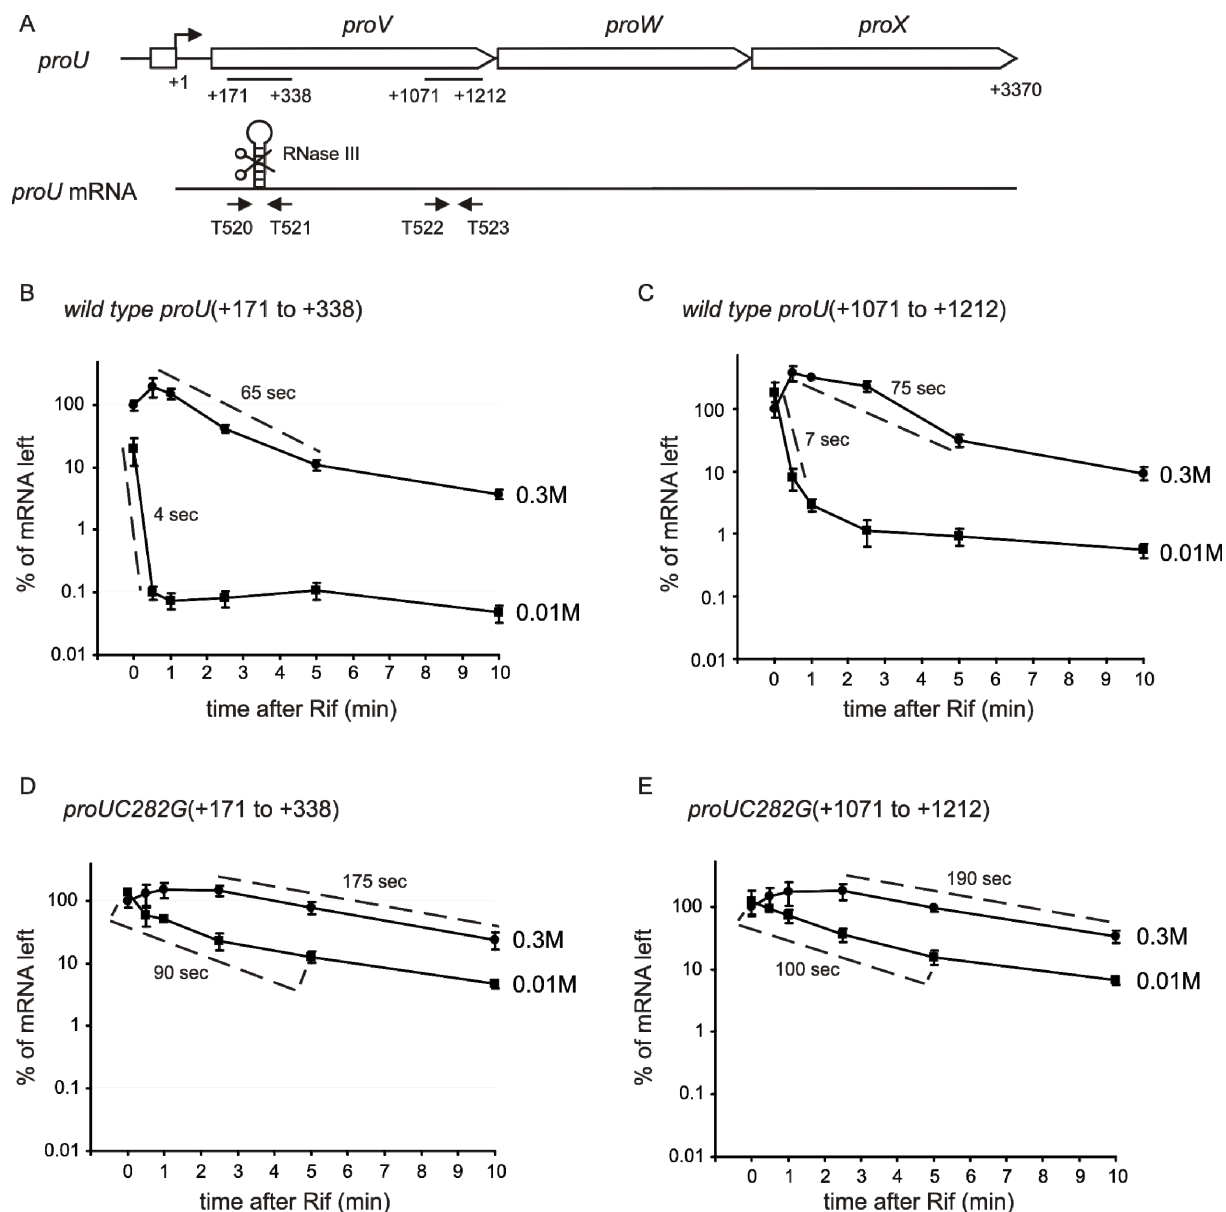 A
proV proW proX
proU
+1
+171 +338 +1071 +1212
+3370
RNase III
proU mRNA
T520 T521 T522 T523
B
wild type proU(+171 to +338)
% of mRNA left
100
10
1
0.1
0.01
65 sec
4 sec
0.3M
0.01M
0 1 2 3 4 5 6 7 8 9 10
time after Rif (min)
C
wild type proU(+1071 to +1212)
% of mRNA left
100
10
1
0.1
0.01
75 sec
7 sec
0.3M
0.01M
0 1 2 3 4 5 6 7 8 9 10
time after Rif (min)
D
proUC282G(+171 to +338)
% of mRNA left
100
10
1
0.1
0.01
175 sec
90 sec
0.3M
0.01M
0 1 2 3 4 5 6 7 8 9 10
time after Rif (min)
E
proUC282G(+1071 to +1212)
% of mRNA left
100
10
1
0.1
0.01
190 sec
100 sec
0.3M
0.01M
0 1 2 3 4 5 6 7 8 9 10
time after Rif (min)